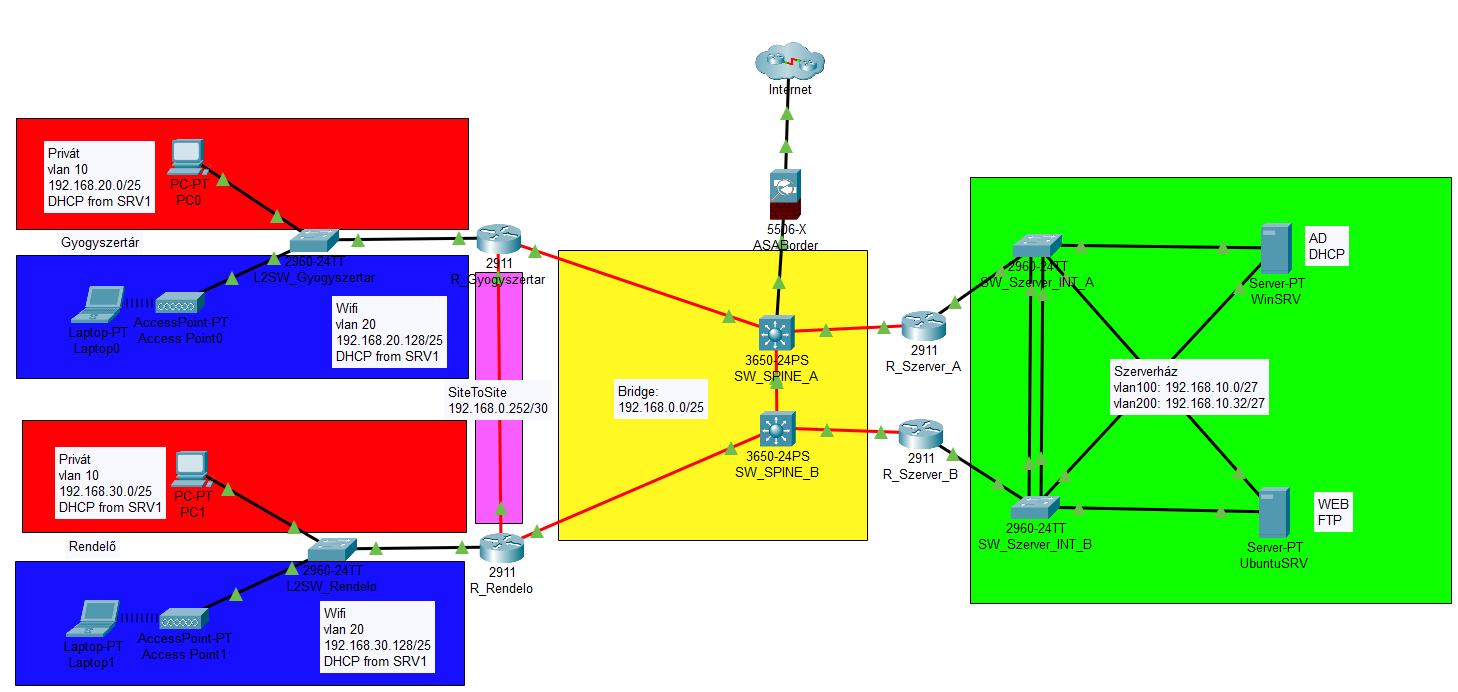 Internet
5506-X
ASABorder
Privát
vlan 10
192.168.20.0/25
DHCP from SRV1
PC-PT
PC0
Gyogyszertár
2960-24TT
L2SW_Gyogyszertar
2911
R_Gyogyszertar
Laptop-PT
Laptop0
AccessPoint-PT
Access Point0
Wifi
vlan 20
192.168.20.128/25
DHCP from SRV1
SiteToSite
192.168.0.252/30
Bridge:
192.168.0.0/25
3650-24PS
SW_SPINE_A
3650-24PS
SW_SPINE_B
2911
R_Szerver_A
2911
R_Szerver_B
2960-24TT
SW_Szerver_INT_A
AD
DHCP
Server-PT
WinSRV
Szerverház
vlan100: 192.168.10.0/27
vlan200: 192.168.10.32/27
2960-24TT
SW_Szerver_INT_B
WEB
FTP
Server-PT
UbuntuSRV
Privát
vlan 10
192.168.30.0/25
DHCP from SRV1
PC-PT
PC1
Rendelő
2960-24TT
L2SW_Rendelo
2911
R_Rendelo
Laptop-PT
Laptop1
AccessPoint-PT
Access Point1
Wifi
vlan 20
192.168.30.128/25
DHCP from SRV1